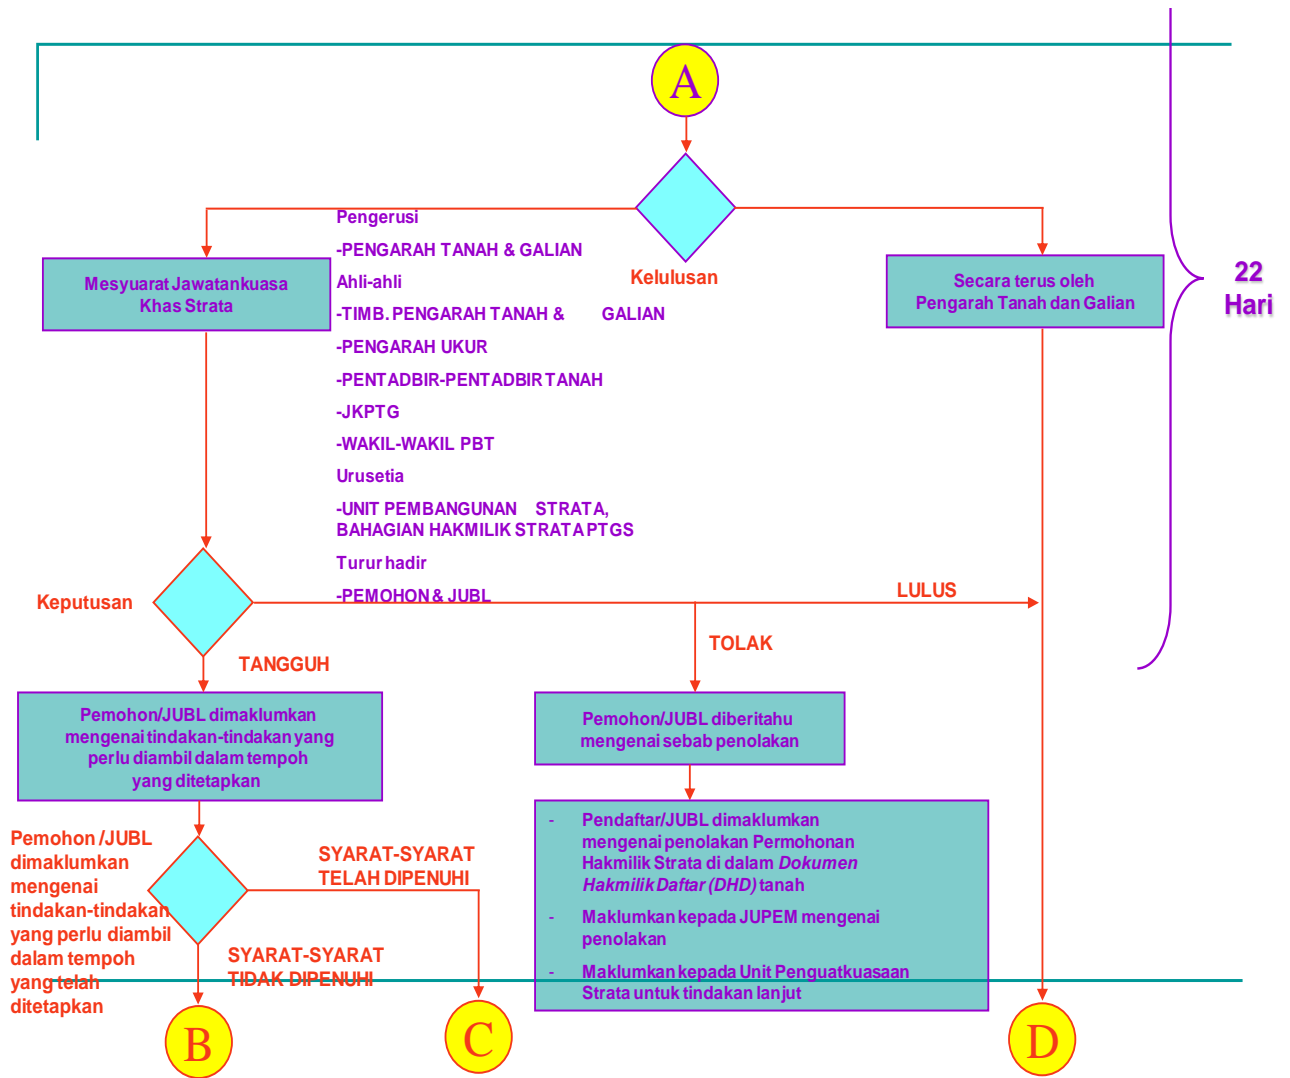 A
Kelulusan
Mesyuarat Jawatankuasa
Khas Strata
Pengerusi
-PENGARAH TANAH & GALIAN
Ahli-ahli
-TIMB. PENGARAH TANAH & GALIAN
-PENGARAH UKUR
-PENTADBIR-PENTADBIR TANAH
-JKPTG
-WAKIL-WAKIL PBT
Urusetia
-UNIT PEMBANGUNAN STRATA,
BAHAGIAN HAKMILIK STRATA PTGS
Turur hadir
-PEMOHON & JUBL
Secara terus oleh
Pengarah Tanah dan Galian
22
Hari
Keputusan
LULUS
TOLAK
TANGGUH
Pemohon/JUBL dimaklumkan
mengenai tindakan-tindakan yang
perlu diambil dalam tempoh
yang ditetapkan
Pemohon/JUBL diberitahu
mengenai sebab penolakan
- Pendaftar/JUBL dimaklumkan
mengenai penolakan Permohonan
Hakmilik Strata di dalam Dokumen
Hakmilik Daftar (DHD) tanah
- Maklumkan kepada JUPEM mengenai
penolakan
- Maklumkan kepada Unit Penguatkuasaan
Strata untuk tindakan lanjut
Pemohon /JUBL
dimaklumkan
mengenai
tindakan-tindakan
yang perlu diambil
dalam tempoh
yang telah
ditetapkan
SYARAT-SYARAT
TELAH DIPENUHI
SYARAT-SYARAT
TIDAK DIPENUHI
B
C
D